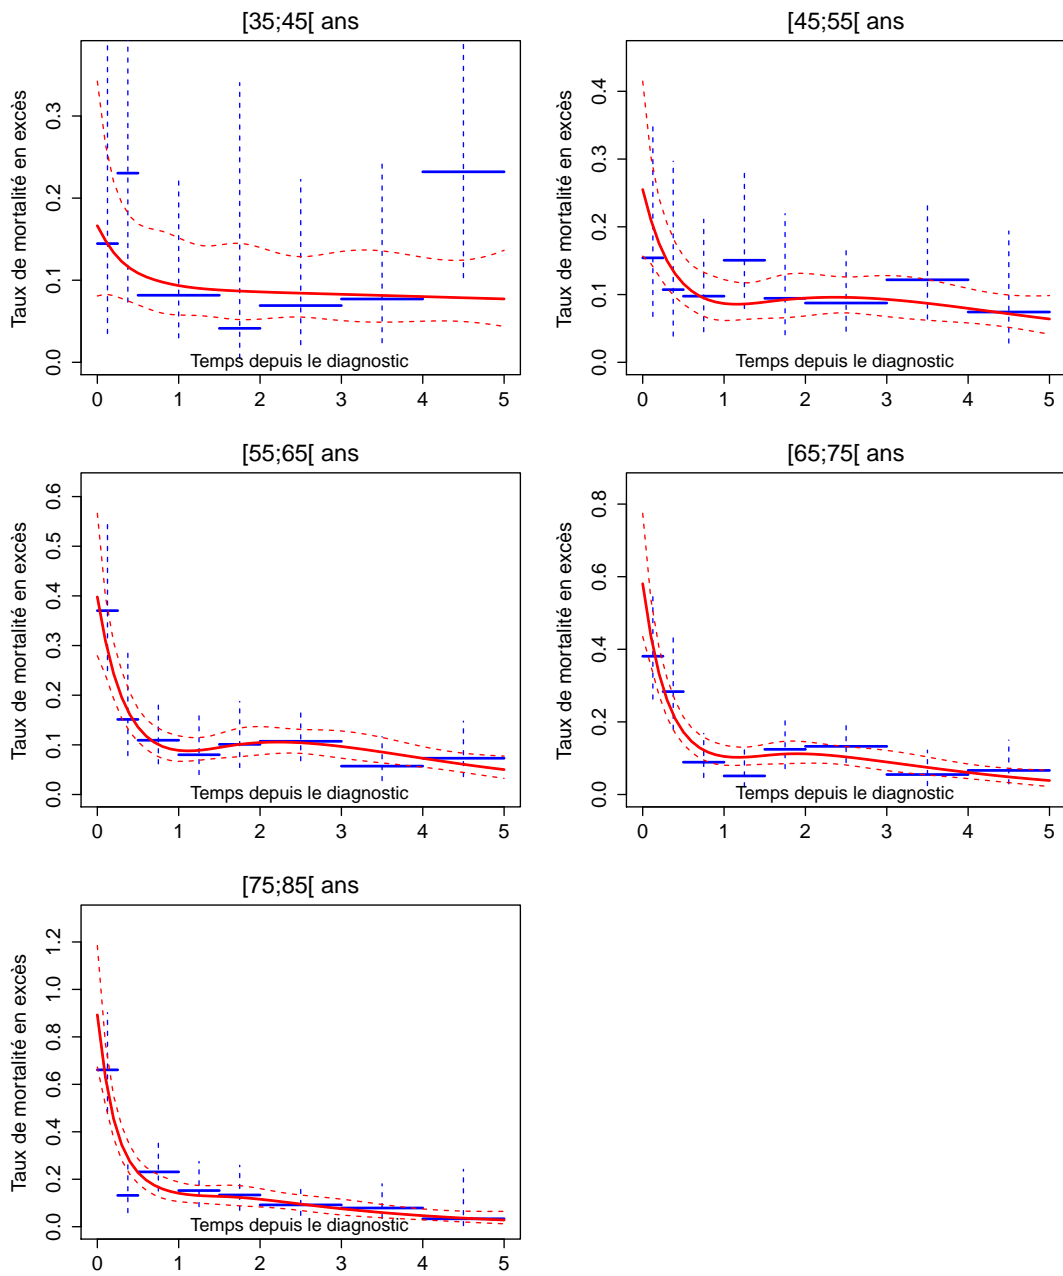 [35;45[ ans
Taux de mortalité en excès
0.0 0.1 0.2 0.3
Temps depuis le diagnostic
0 1 2 3 4 5
[45;55[ ans
Taux de mortalité en excès
0.0 0.1 0.2 0.3 0.4
Temps depuis le diagnostic
0 1 2 3 4 5
[55;65[ ans
Taux de mortalité en excès
0.0 0.1 0.2 0.3 0.4 0.5 0.6
Temps depuis le diagnostic
0 1 2 3 4 5
[65;75[ ans
Taux de mortalité en excès
0.0 0.2 0.4 0.6 0.8
Temps depuis le diagnostic
0 1 2 3 4 5
[75;85[ ans
Taux de mortalité en excès
0.0 0.2 0.4 0.6 0.8 1.0 1.2
Temps depuis le diagnostic
0 1 2 3 4 5